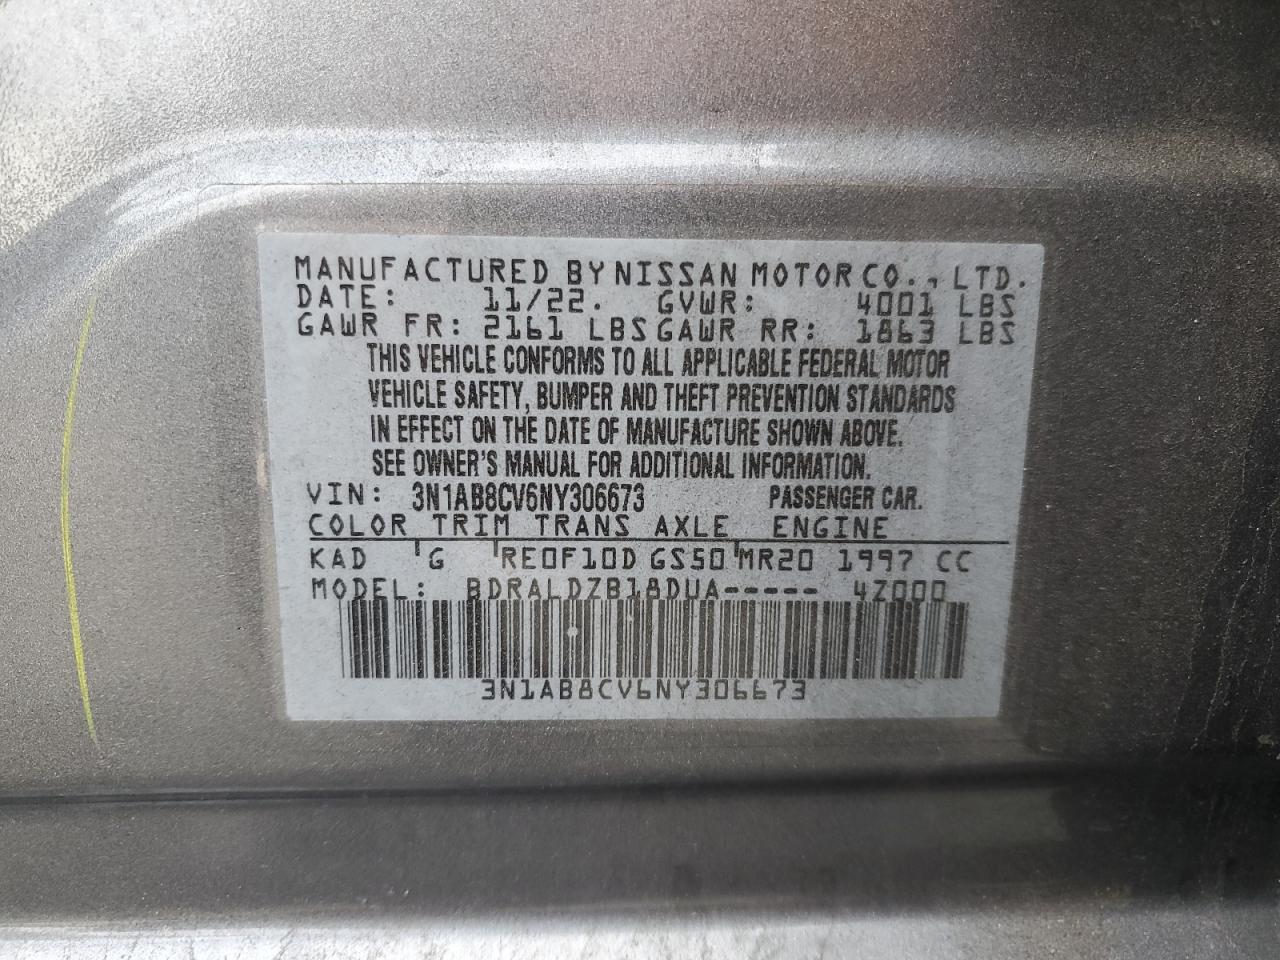 MANUFACTURED BY NISSAN MOTOR CO., LTD.
DATE: 11/22. GVWR: 4001 LBS
GAWR FR: 2161 LBS GAWR RR: 1863 LBS
THIS VEHICLE CONFORMS TO ALL APPLICABLE FEDERAL MOTOR
VEHICLE SAFETY, BUMPER AND THEFT PREVENTION STANDARDS
IN EFFECT ON THE DATE OF MANUFACTURE SHOWN ABOVE.
SEE OWNER'S MANUAL FOR ADDITIONAL INFORMATION.
VIN: 3N1AB8CV6NY306673 PASSENGER CAR.
COLOR TRIM TRANS AXLE ENGINE
KAD G RE0F10D GS50 MR20 1997 CC
MODEL: BDRALDZB18DUA----- 4Z000
3N1AB8CV6NY306673